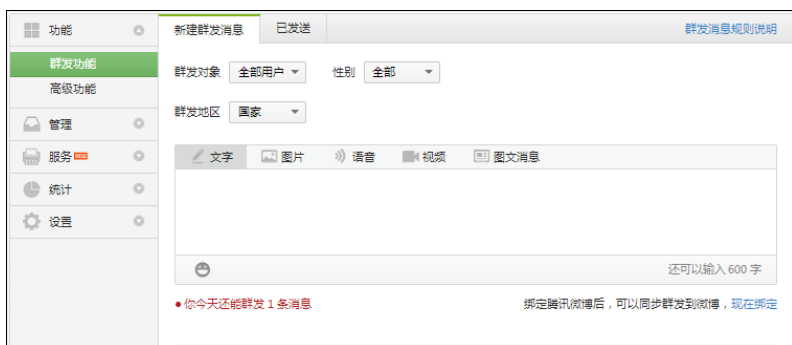 功能
群发功能
高级功能
管理
服务
统计
设置
新建群发消息 已发送 群发消息规则说明
群发对象 全部用户 性别 全部
群发地区 国家
文字 图片 语音 视频 图文消息
还可以输入 600 字
•你今天还能群发 1 条消息 绑定腾讯微博后，可以同步群发到微博，现在绑定